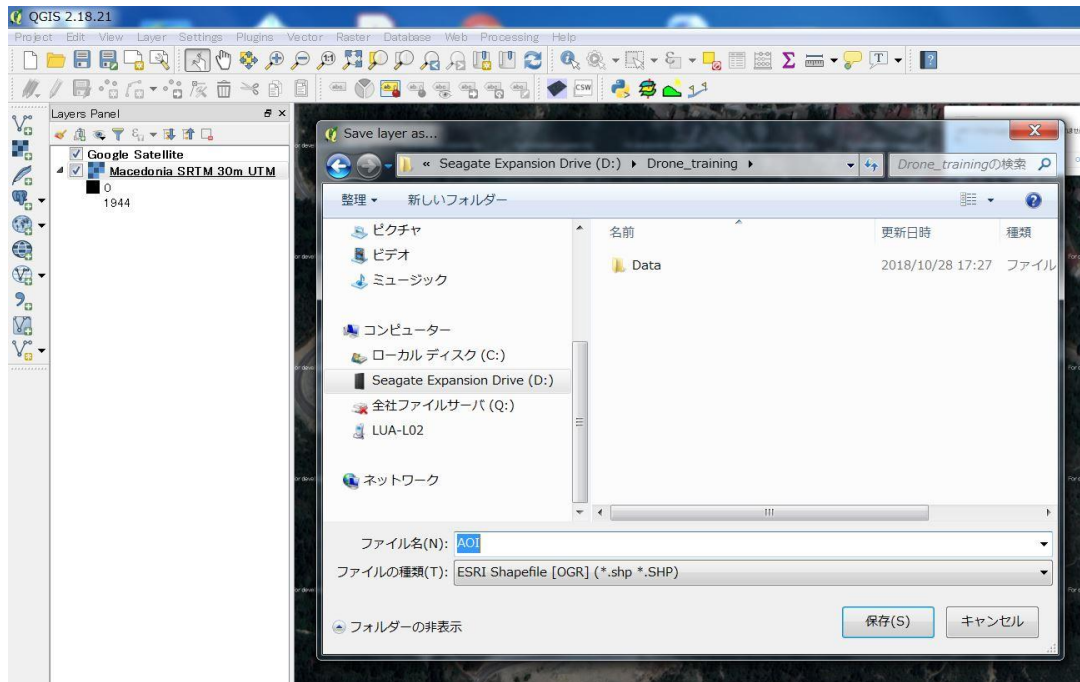 QGIS 2.18.21
Project Edit View Layer Settings Plugins Vector Raster Database Web Processing Help
Layers Panel
Google Satellite
Macedonia SRTM 30m UTM
0
1944
Save layer as...
« Seagate Expansion Drive (D:) Drone_training
Drone_trainingの検索
整理
新しいフォルダー
ピクチャ
ビデオ
ミュージック
コンピューター
ローカル ディスク (C:)
Seagate Expansion Drive (D:)
全社ファイルサーバ (Q:)
LUA-L02
ネットワーク
名前 更新日時 種類
Data 2018/10/28 17:27 ファイル
ファイル名(N): AOI
ファイルの種類(T): ESRI Shapefile [OGR] (*.shp *.SHP)
フォルダーの非表示
保存(S)
キャンセル